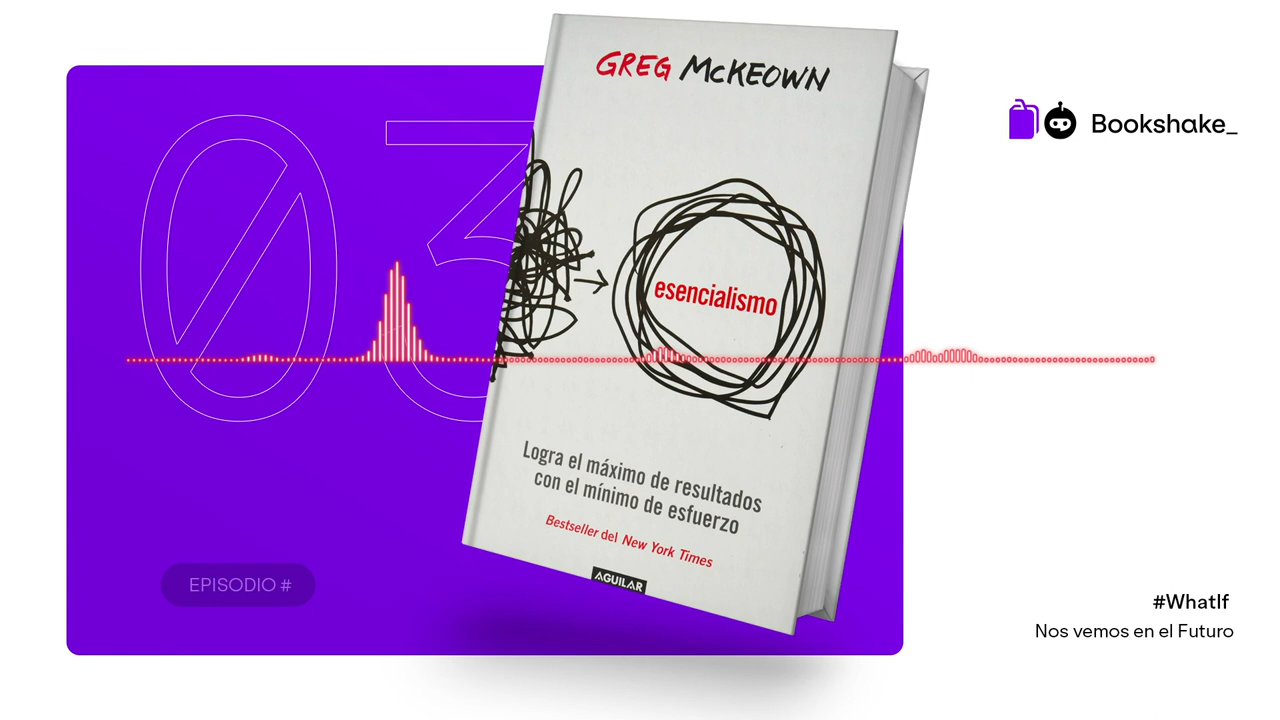 03
GREG McKEOWN
esencialismo
Logra el máximo de resultados
con el mínimo de esfuerzo
Bestseller del New York Times
AGUILAR
EPISODIO #
Bookshake_
#WhatIf
Nos vemos en el Futuro